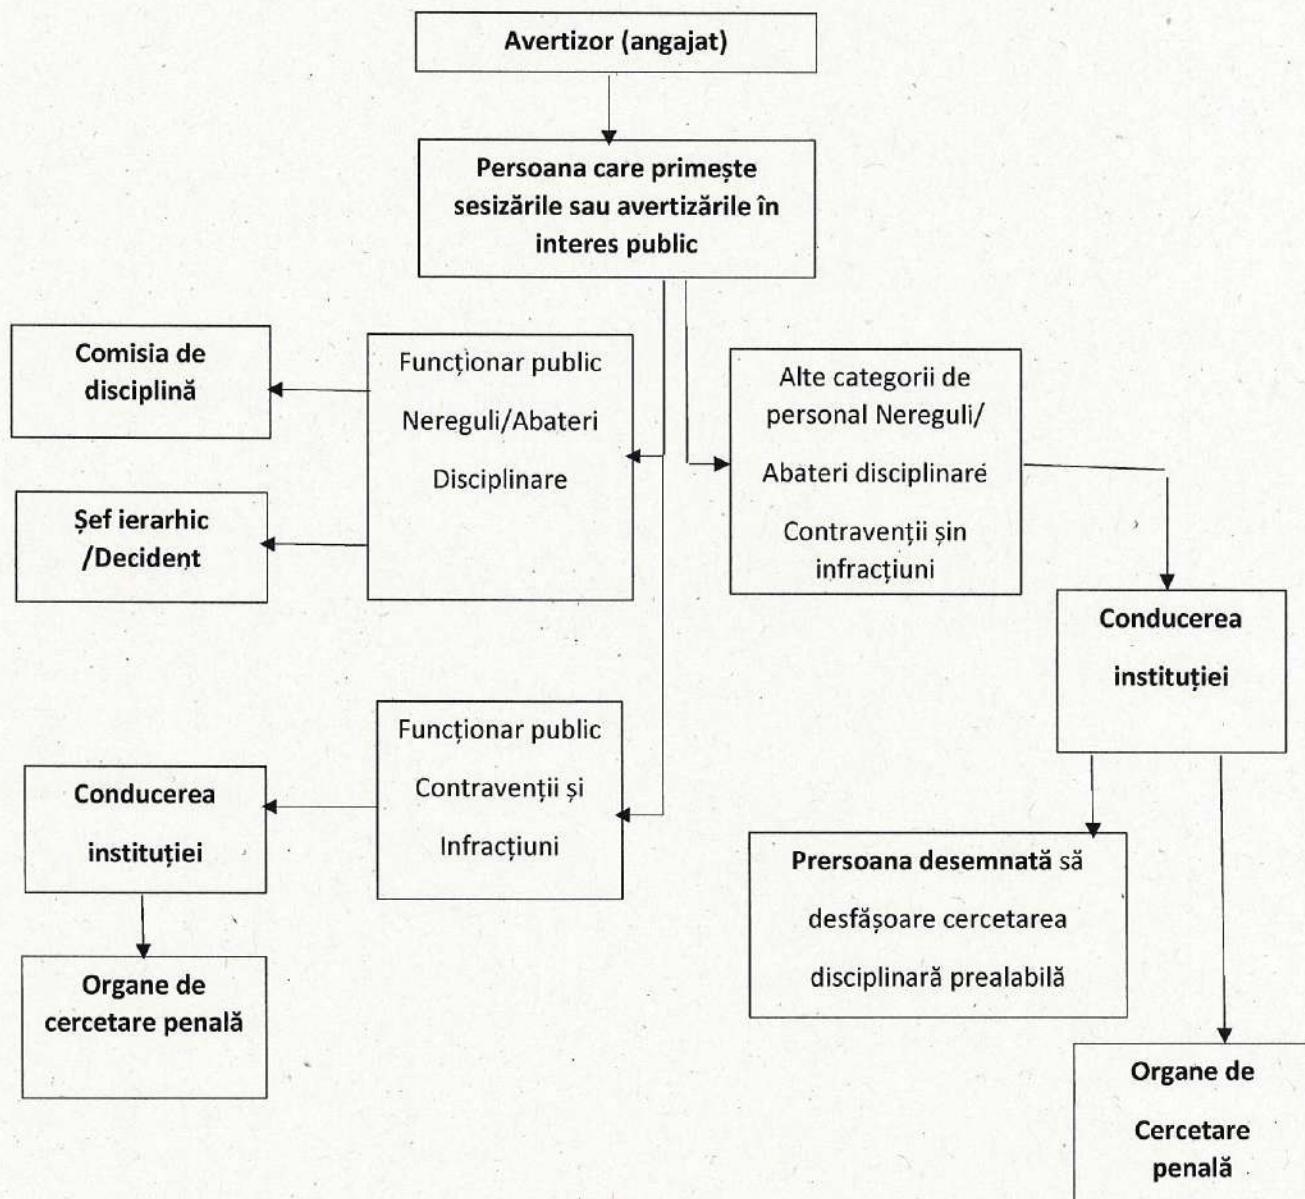 Avertizor (angajat)
Persoana care primește
sesizările sau avertizările în
interes public
Comisia de
disciplină
Șef ierarhic
/Decident
Funcționar public
Nereguli/Abateri
Disciplinare
Alte categorii de
personal Nereguli/
Abateri disciplinare
Contravenții șin
infracțiuni
Conducerea
instituției
Funcționar public
Contravenții și
Infracțiuni
Conducerea
instituției
Organe de
cercetare penală
Prersoana desemnată să
desfășoare cercetarea
disciplinară prealabilă
Organe de
Cercetare
penală